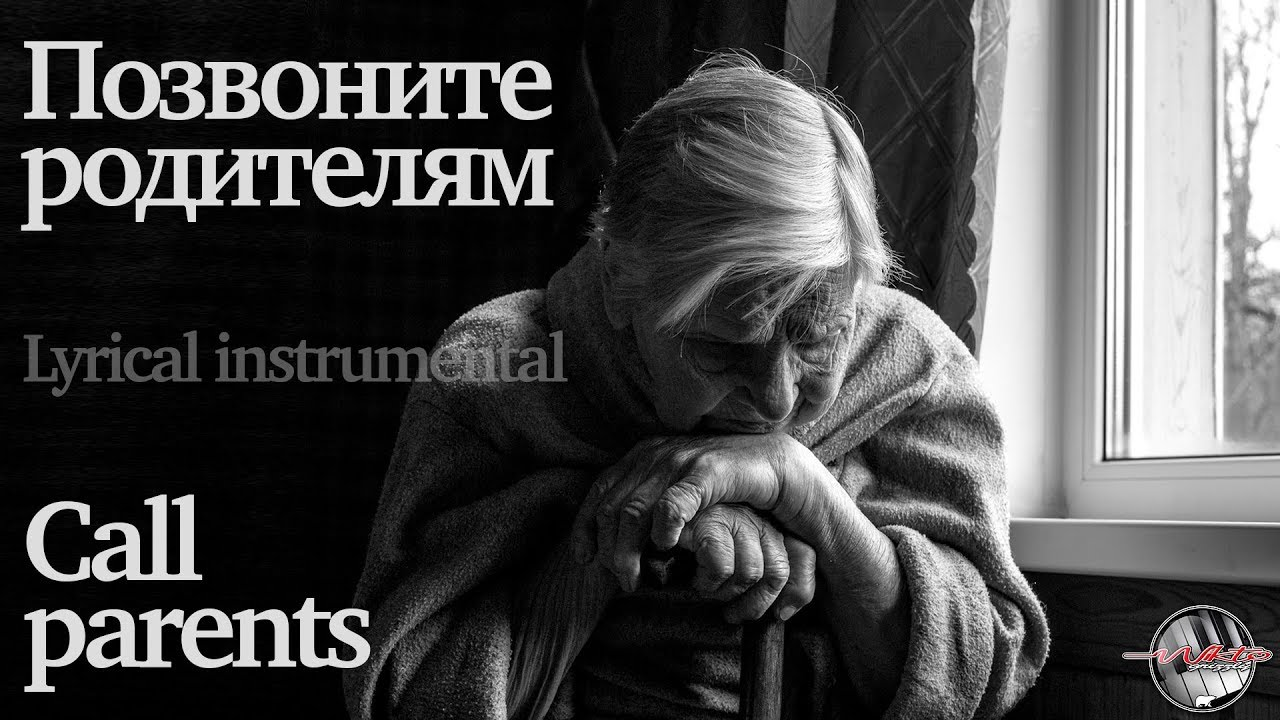 Позвоните
родителям
Lyrical instrumental
Call
parents